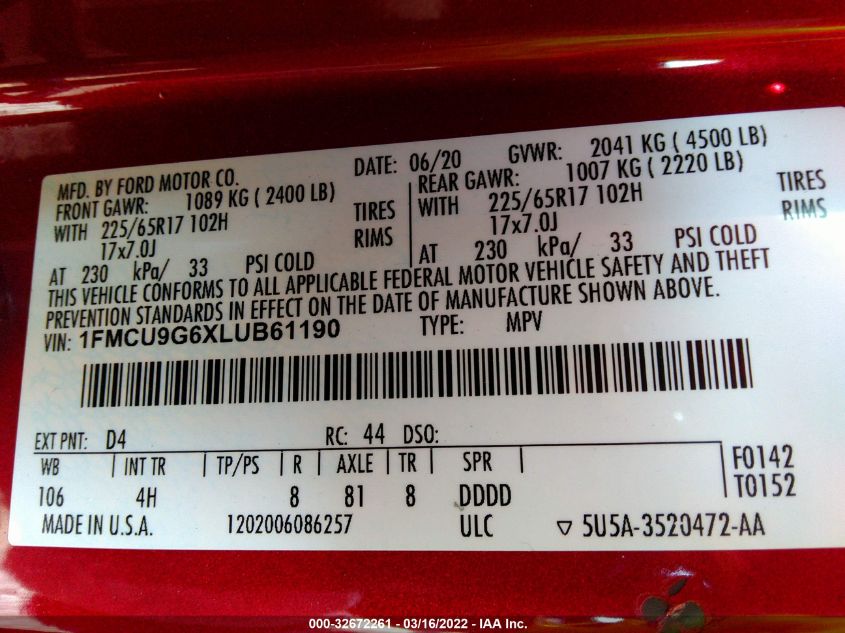 MFD. BY FORD MOTOR CO. DATE: 06/20 GVWR: 2041 KG ( 4500 LB)
FRONT GAWR: 1089 KG ( 2400 LB) REAR GAWR: 1007 KG ( 2220 LB)
WITH 225/65R17 102H TIRES WITH 225/65R17 102H TIRES
17x7.0J RIMS 17x7.0J RIMS
AT 230 kPa/ 33 PSI COLD AT 230 kPa/ 33 PSI COLD
THIS VEHICLE CONFORMS TO ALL APPLICABLE FEDERAL MOTOR VEHICLE SAFETY AND THEFT
PREVENTION STANDARDS IN EFFECT ON THE DATE OF MANUFACTURE SHOWN ABOVE.
VIN: 1FMCU9G6XLUB61190 TYPE: MPV
EXT PNT: D4 RC: 44 DSO:
WB INT TR TP/PS R AXLE TR SPR F0142
106 4H 8 81 8 DDDD T0152
MADE IN U.S.A. 1202006086257 ULC ▽ 5U5A-3520472-AA
000-32672261 - 03/16/2022 - IAA Inc.